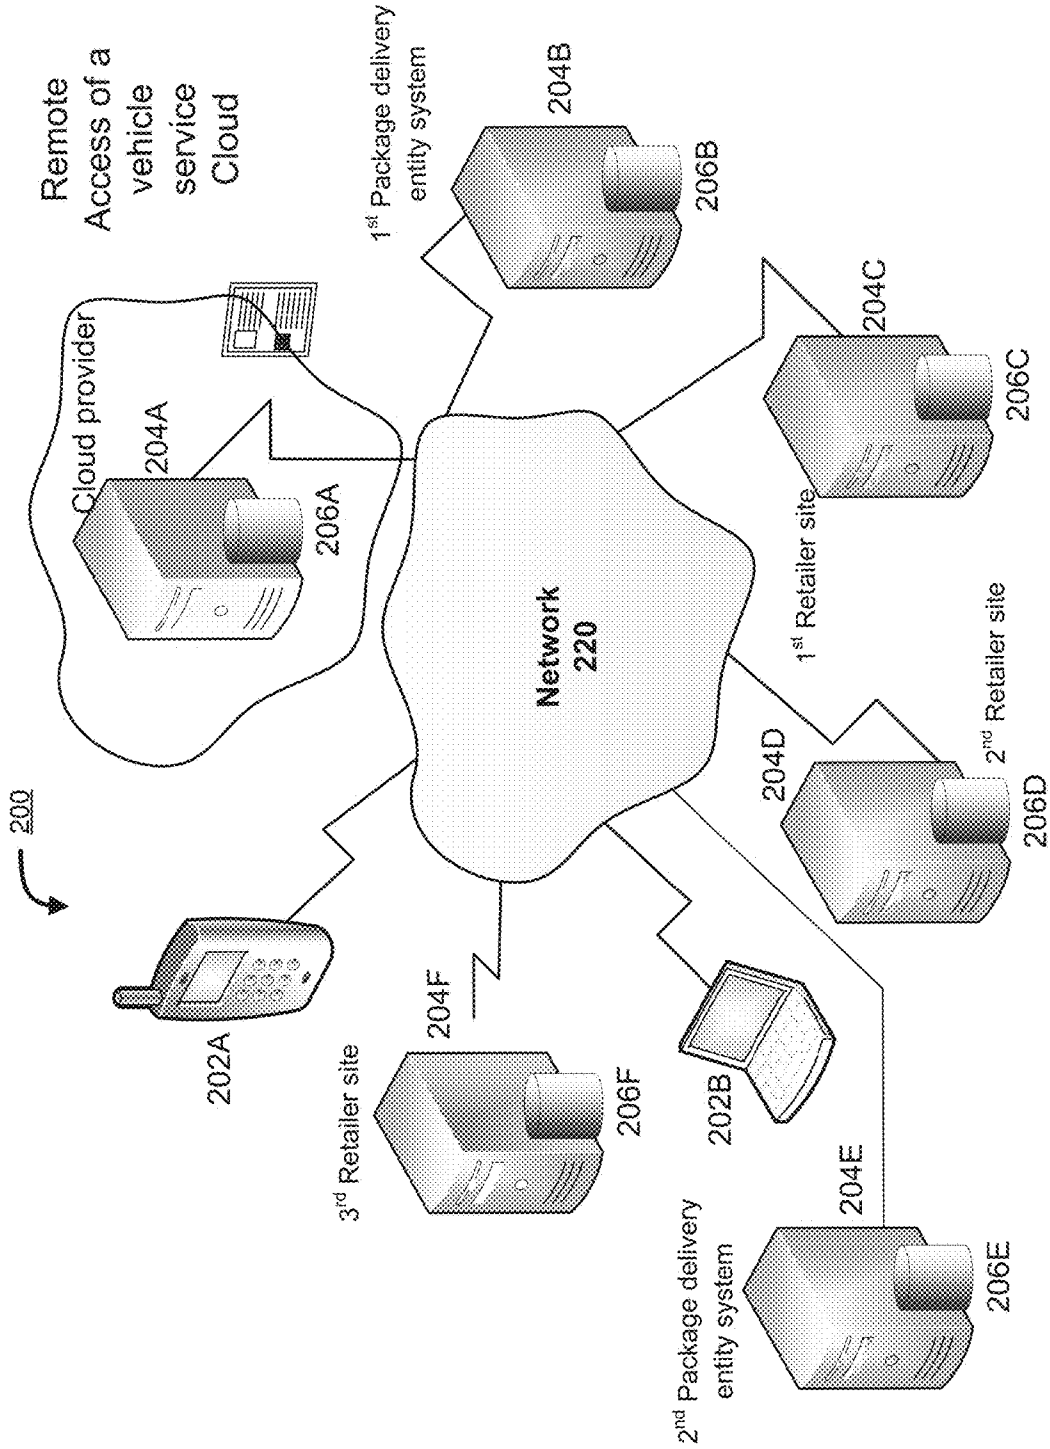 200
Remote
Access of a
vehicle
service
Cloud
Cloud provider
204A
206A
202A
1st Package delivery
entity system
204B
206B
3rd Retailer site
204F
206F
Network
220
204C
206C
1st Retailer site
202B
204D
206D
2nd Retailer site
2nd Package delivery
entity system
204E
206E